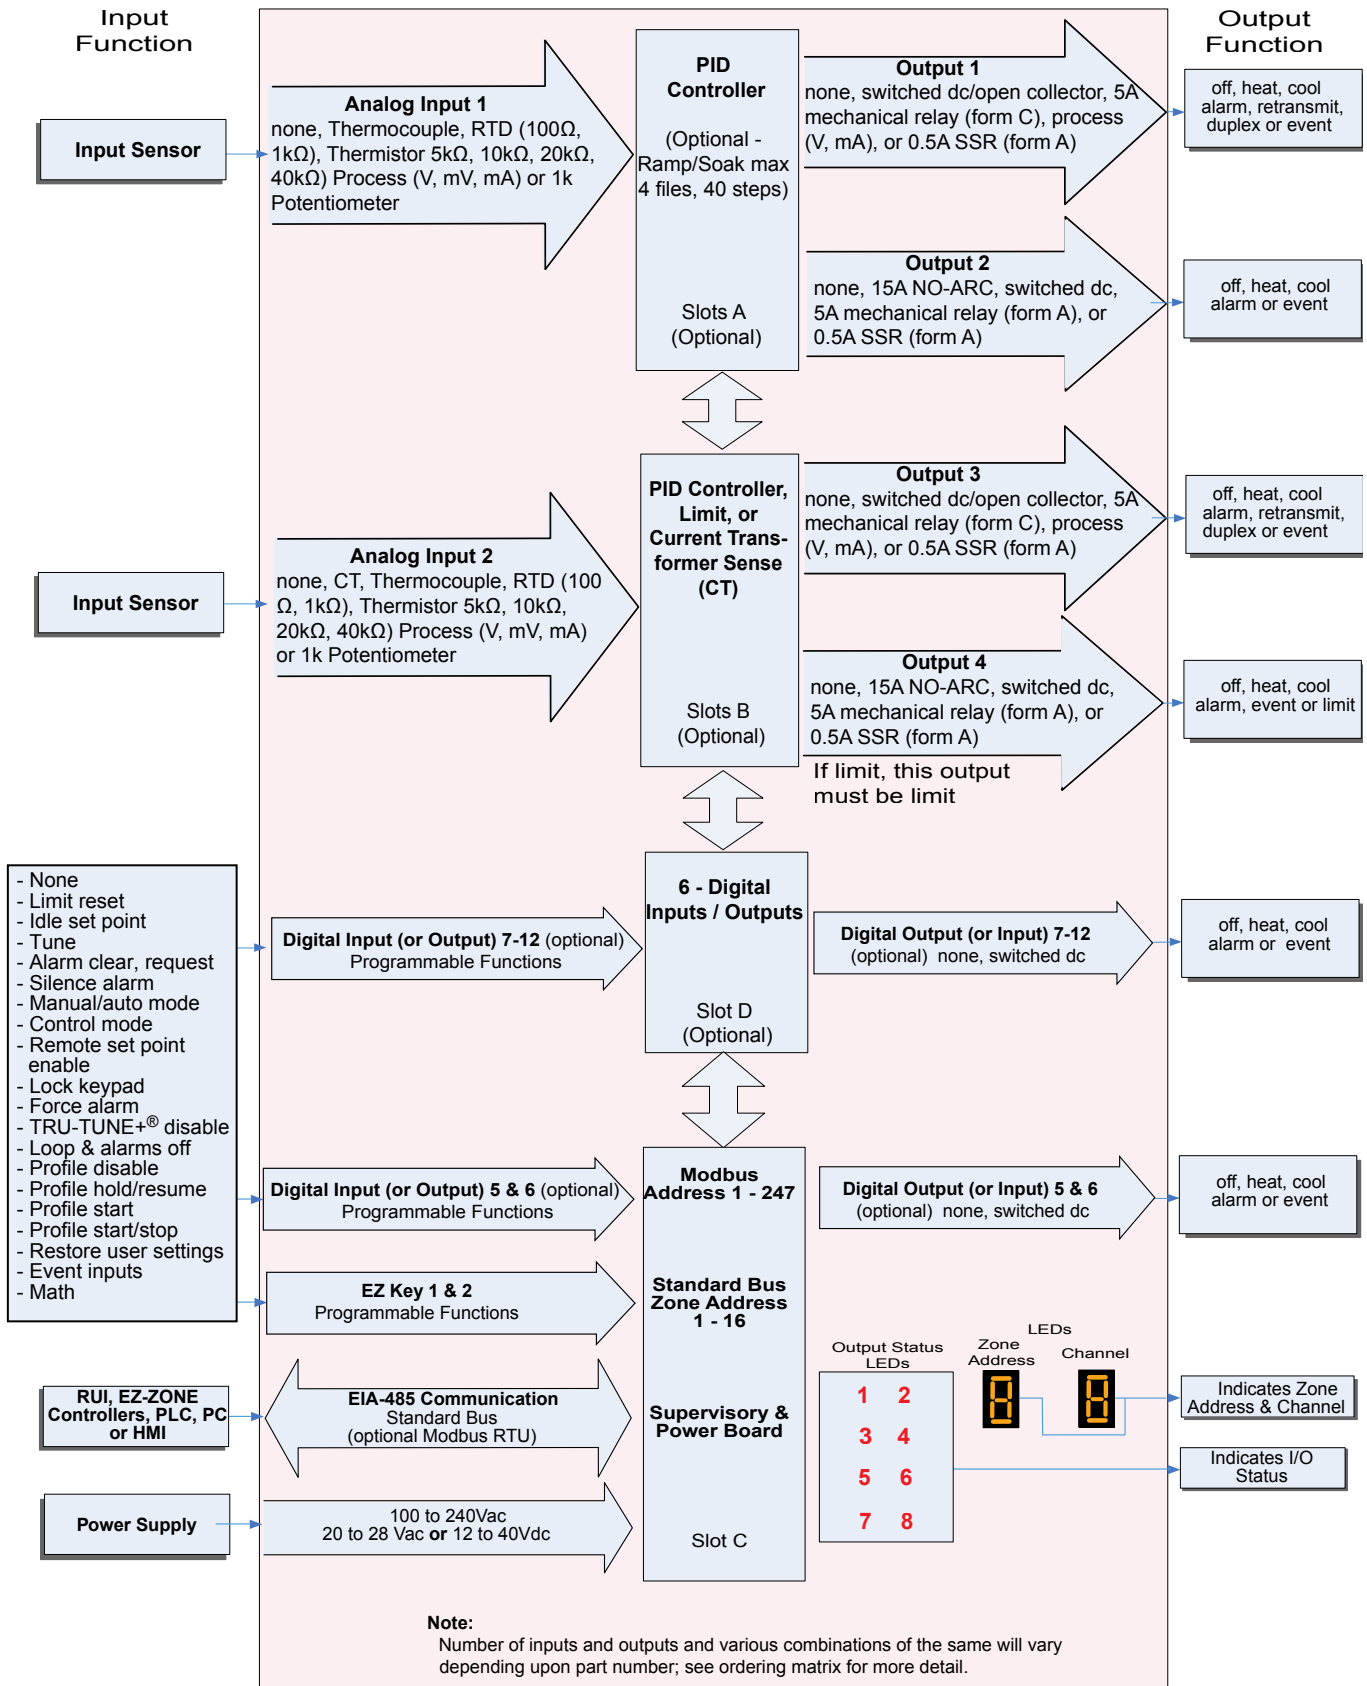 Input
Function
Output
Function
Input Sensor
Analog Input 1
none, Thermocouple, RTD (100Ω,
1kΩ), Thermistor 5kΩ, 10kΩ, 20kΩ,
40kΩ) Process (V, mV, mA) or 1k
Potentiometer
PID
Controller
(Optional -
Ramp/Soak max
4 files, 40 steps)
Slots A
(Optional)
Output 1
none, switched dc/open collector, 5A
mechanical relay (form C), process
(V, mA), or 0.5A SSR (form A)
off, heat, cool
alarm, retransmit,
duplex or event
Output 2
none, 15A NO-ARC, switched dc,
5A mechanical relay (form A), or
0.5A SSR (form A)
off, heat, cool
alarm or event
Input Sensor
Analog Input 2
none, CT, Thermocouple, RTD (100
Ω, 1kΩ), Thermistor 5kΩ, 10kΩ,
20kΩ, 40kΩ) Process (V, mV, mA)
or 1k Potentiometer
PID Controller,
Limit, or
Current Trans-
former Sense
(CT)
Slots B
(Optional)
Output 3
none, switched dc/open collector, 5A
mechanical relay (form C), process
(V, mA), or 0.5A SSR (form A)
off, heat, cool
alarm, retransmit,
duplex or event
Output 4
none, 15A NO-ARC, switched dc,
5A mechanical relay (form A), or
0.5A SSR (form A)
If limit, this output
must be limit
off, heat, cool
alarm, event or limit
- None
- Limit reset
- Idle set point
- Tune
- Alarm clear, request
- Silence alarm
- Manual/auto mode
- Control mode
- Remote set point
enable
- Lock keypad
- Force alarm
- TRU-TUNE+® disable
- Loop & alarms off
- Profile disable
- Profile hold/resume
- Profile start
- Profile start/stop
- Restore user settings
- Event inputs
- Math
Digital Input (or Output) 7-12 (optional)
Programmable Functions
6 - Digital
Inputs / Outputs
Slot D
(Optional)
Digital Output (or Input) 7-12
(optional) none, switched dc
off, heat, cool
alarm or event
Digital Input (or Output) 5 & 6 (optional)
Programmable Functions
Modbus
Address 1 - 247
Standard Bus
Zone Address
1 - 16
Supervisory &
Power Board
Slot C
Digital Output (or Input) 5 & 6
(optional) none, switched dc
off, heat, cool
alarm or event
EZ Key 1 & 2
Programmable Functions
RUI, EZ-ZONE
Controllers, PLC, PC
or HMI
EIA-485 Communication
Standard Bus
(optional Modbus RTU)
Power Supply
100 to 240Vac
20 to 28 Vac or 12 to 40Vdc
Output Status
LEDs
1 2
3 4
5 6
7 8
LEDs
Zone
Address
Channel
8
8
Indicates Zone
Address & Channel
Indicates I/O
Status
Note:
Number of inputs and outputs and various combinations of the same will vary
depending upon part number; see ordering matrix for more detail.